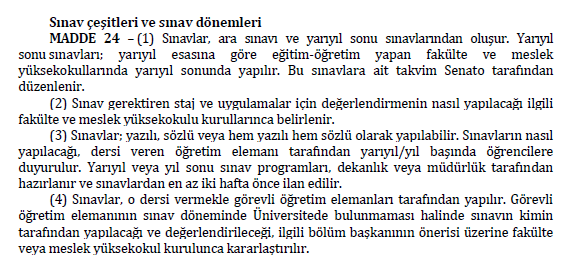 Sınav çeşitleri ve sınav dönemleri
MADDE 24 – (1) Sınavlar, ara sınavı ve yarıyıl sonu sınavlarından oluşur. Yarıyıl
sonu sınavları; yarıyıl esasına göre eğitim-öğretim yapan fakülte ve meslek
yüksekokullarında yarıyıl sonunda yapılır. Bu sınavlara ait takvim Senato tarafından
düzenlenir.
(2) Sınav gerektiren staj ve uygulamalar için değerlendirmenin nasıl yapılacağı ilgili
fakülte ve meslek yüksekokulu kurullarınca belirlenir.
(3) Sınavlar; yazılı, sözlü veya hem yazılı hem sözlü olarak yapılabilir. Sınavların nasıl
yapılacağı, dersi veren öğretim elemanı tarafından yarıyıl/yıl başında öğrencilere
duyurulur. Yarıyıl veya yıl sonu sınav programları, dekanlık veya müdürlük tarafından
hazırlanır ve sınavlardan en az iki hafta önce ilan edilir.
(4) Sınavlar, o dersi vermekle görevli öğretim elemanları tarafından yapılır. Görevli
öğretim elemanının sınav döneminde Üniversitede bulunmaması halinde sınavın kimin
tarafından yapılacağı ve değerlendirileceği, ilgili bölüm başkanının önerisi üzerine fakülte
veya meslek yüksekokul kurulunca kararlaştırılır.